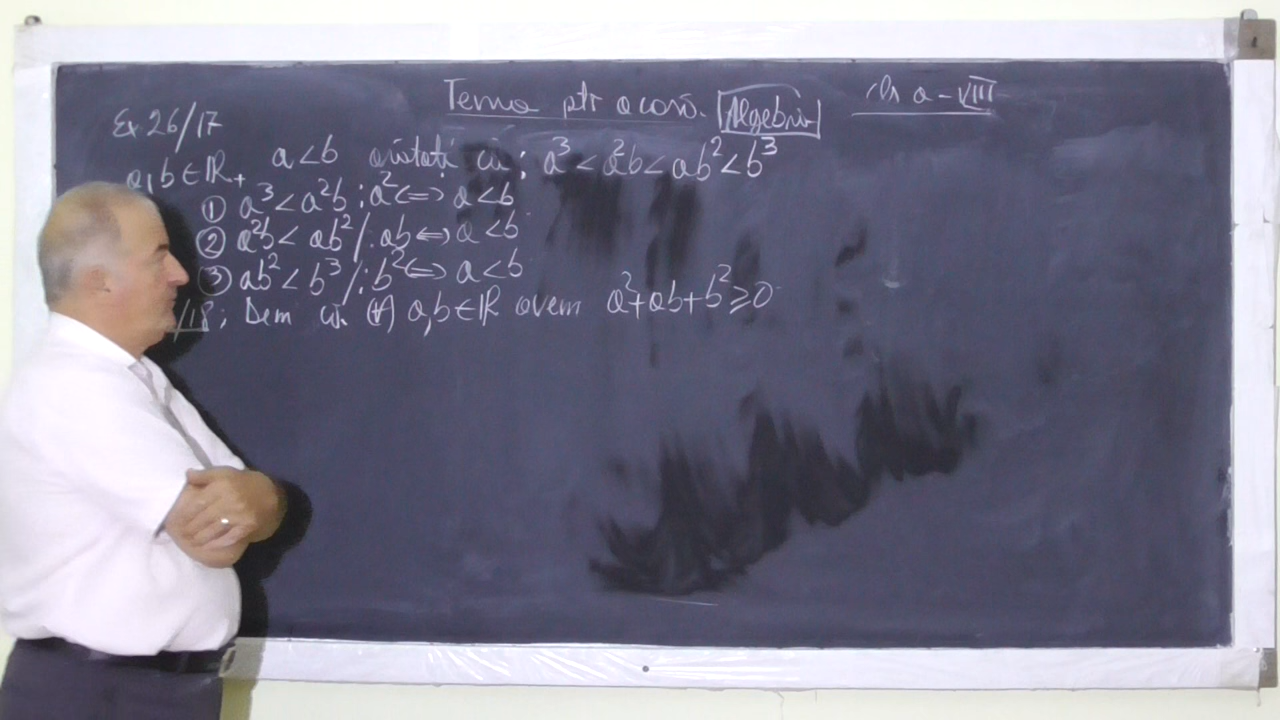 Tema ptr acasă. Algebra cls a-VIII
Ex 26/17
a,b∈ℝ₊ a<b arătați că: a³<a²b<ab²<b³
① a³<a²b :a² ⟺ a<b
② a²b<ab² /:ab ⟺ a<b
③ ab²<b³ /:b² ⟺ a<b
/18; Dem că. (∀) a,b∈ℝ avem a²+ab+b²≥0